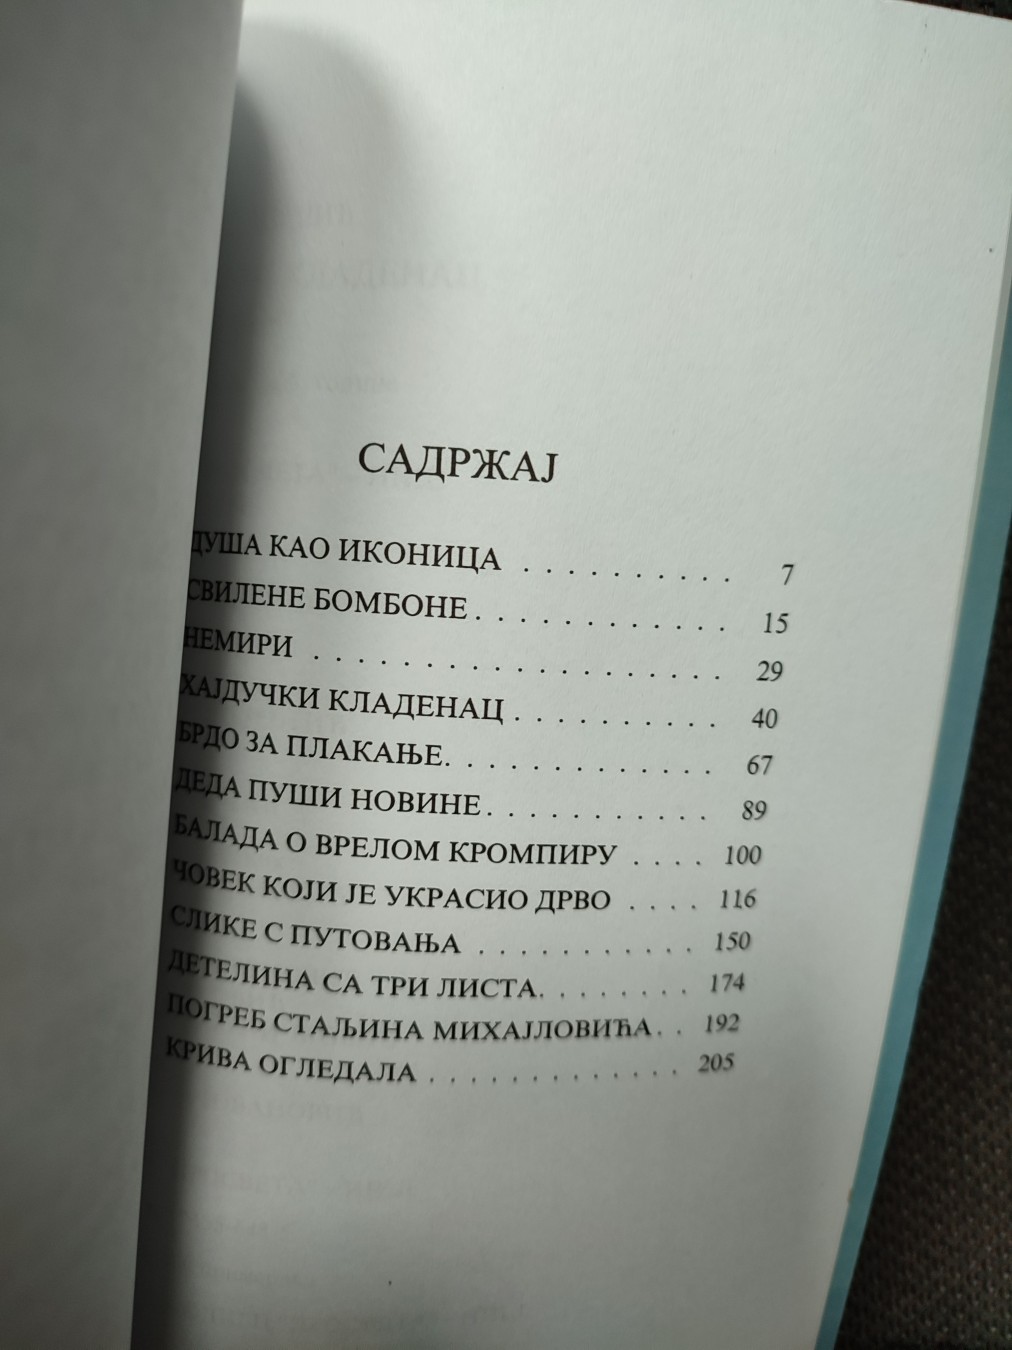 САДРЖАЈ
ДУША КАО ИКОНИЦА . . . . . . . . . . 7
СВИЛЕНЕ БОМБОНЕ . . . . . . . . . . . . 15
НЕМИРИ . . . . . . . . . . . . . . . . . . . 29
ХАЈДУЧКИ КЛАДЕНАЦ . . . . . . . . . . 40
БРДО ЗА ПЛАКАЊЕ . . . . . . . . . . . . . 67
ДЕДА ПУШИ НОВИНЕ . . . . . . . . . . . 89
БАЛАДА О ВРЕЛОМ КРОМПИРУ . . . . 100
ЧОВЕК КОЈИ ЈЕ УКРАСИО ДРВО . . . . 116
СЛИКЕ С ПУТОВАЊА . . . . . . . . . . . 150
ДЕТЕЛИНА СА ТРИ ЛИСТА . . . . . . . . 174
ПОГРЕБ СТАЉИНА МИХАЈЛОВИЋА . . 192
КРИВА ОГЛЕДАЛА . . . . . . . . . . . . . 205